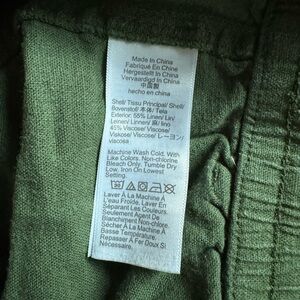 Made In China
Fabriqué En Chine
Hergestellt In China
Vervaardigd In China
中国製
hecho en china
Shell/ Tissu Principal/ Shell/
Bovenstof/ 本体/ Tela
Exterior: 55% Linen/ Lin/
Leinen/ Linnen/ 麻/ lino
45% Viscose/ Viscose/
Viskose/ Viscose/ レーヨン/
viscosa
Machine Wash Cold. With
Like Colors. Non-chlorine
Bleach Only. Tumble Dry
Low. Iron On Lowest
Setting.
Laver À La Machine À
L'eau Froide. Laver En
Séparant Les Couleurs.
Seulement Agent De
Blanchiment Non Chloré.
Sécher À La Machine À
Basse Température.
Repasser À Fer Doux Si
Nécessaire.